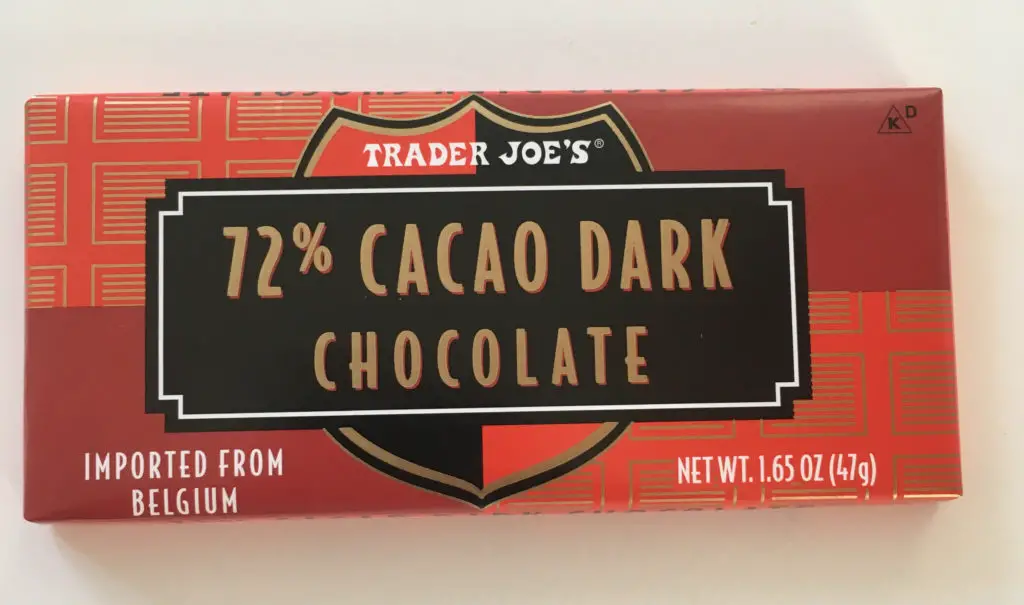 TRADER JOE'S®
K D
72% CACAO DARK
CHOCOLATE
IMPORTED FROM
BELGIUM
NET WT. 1.65 OZ (47g)